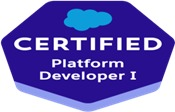 CERTIFIED
Platform
Developer I